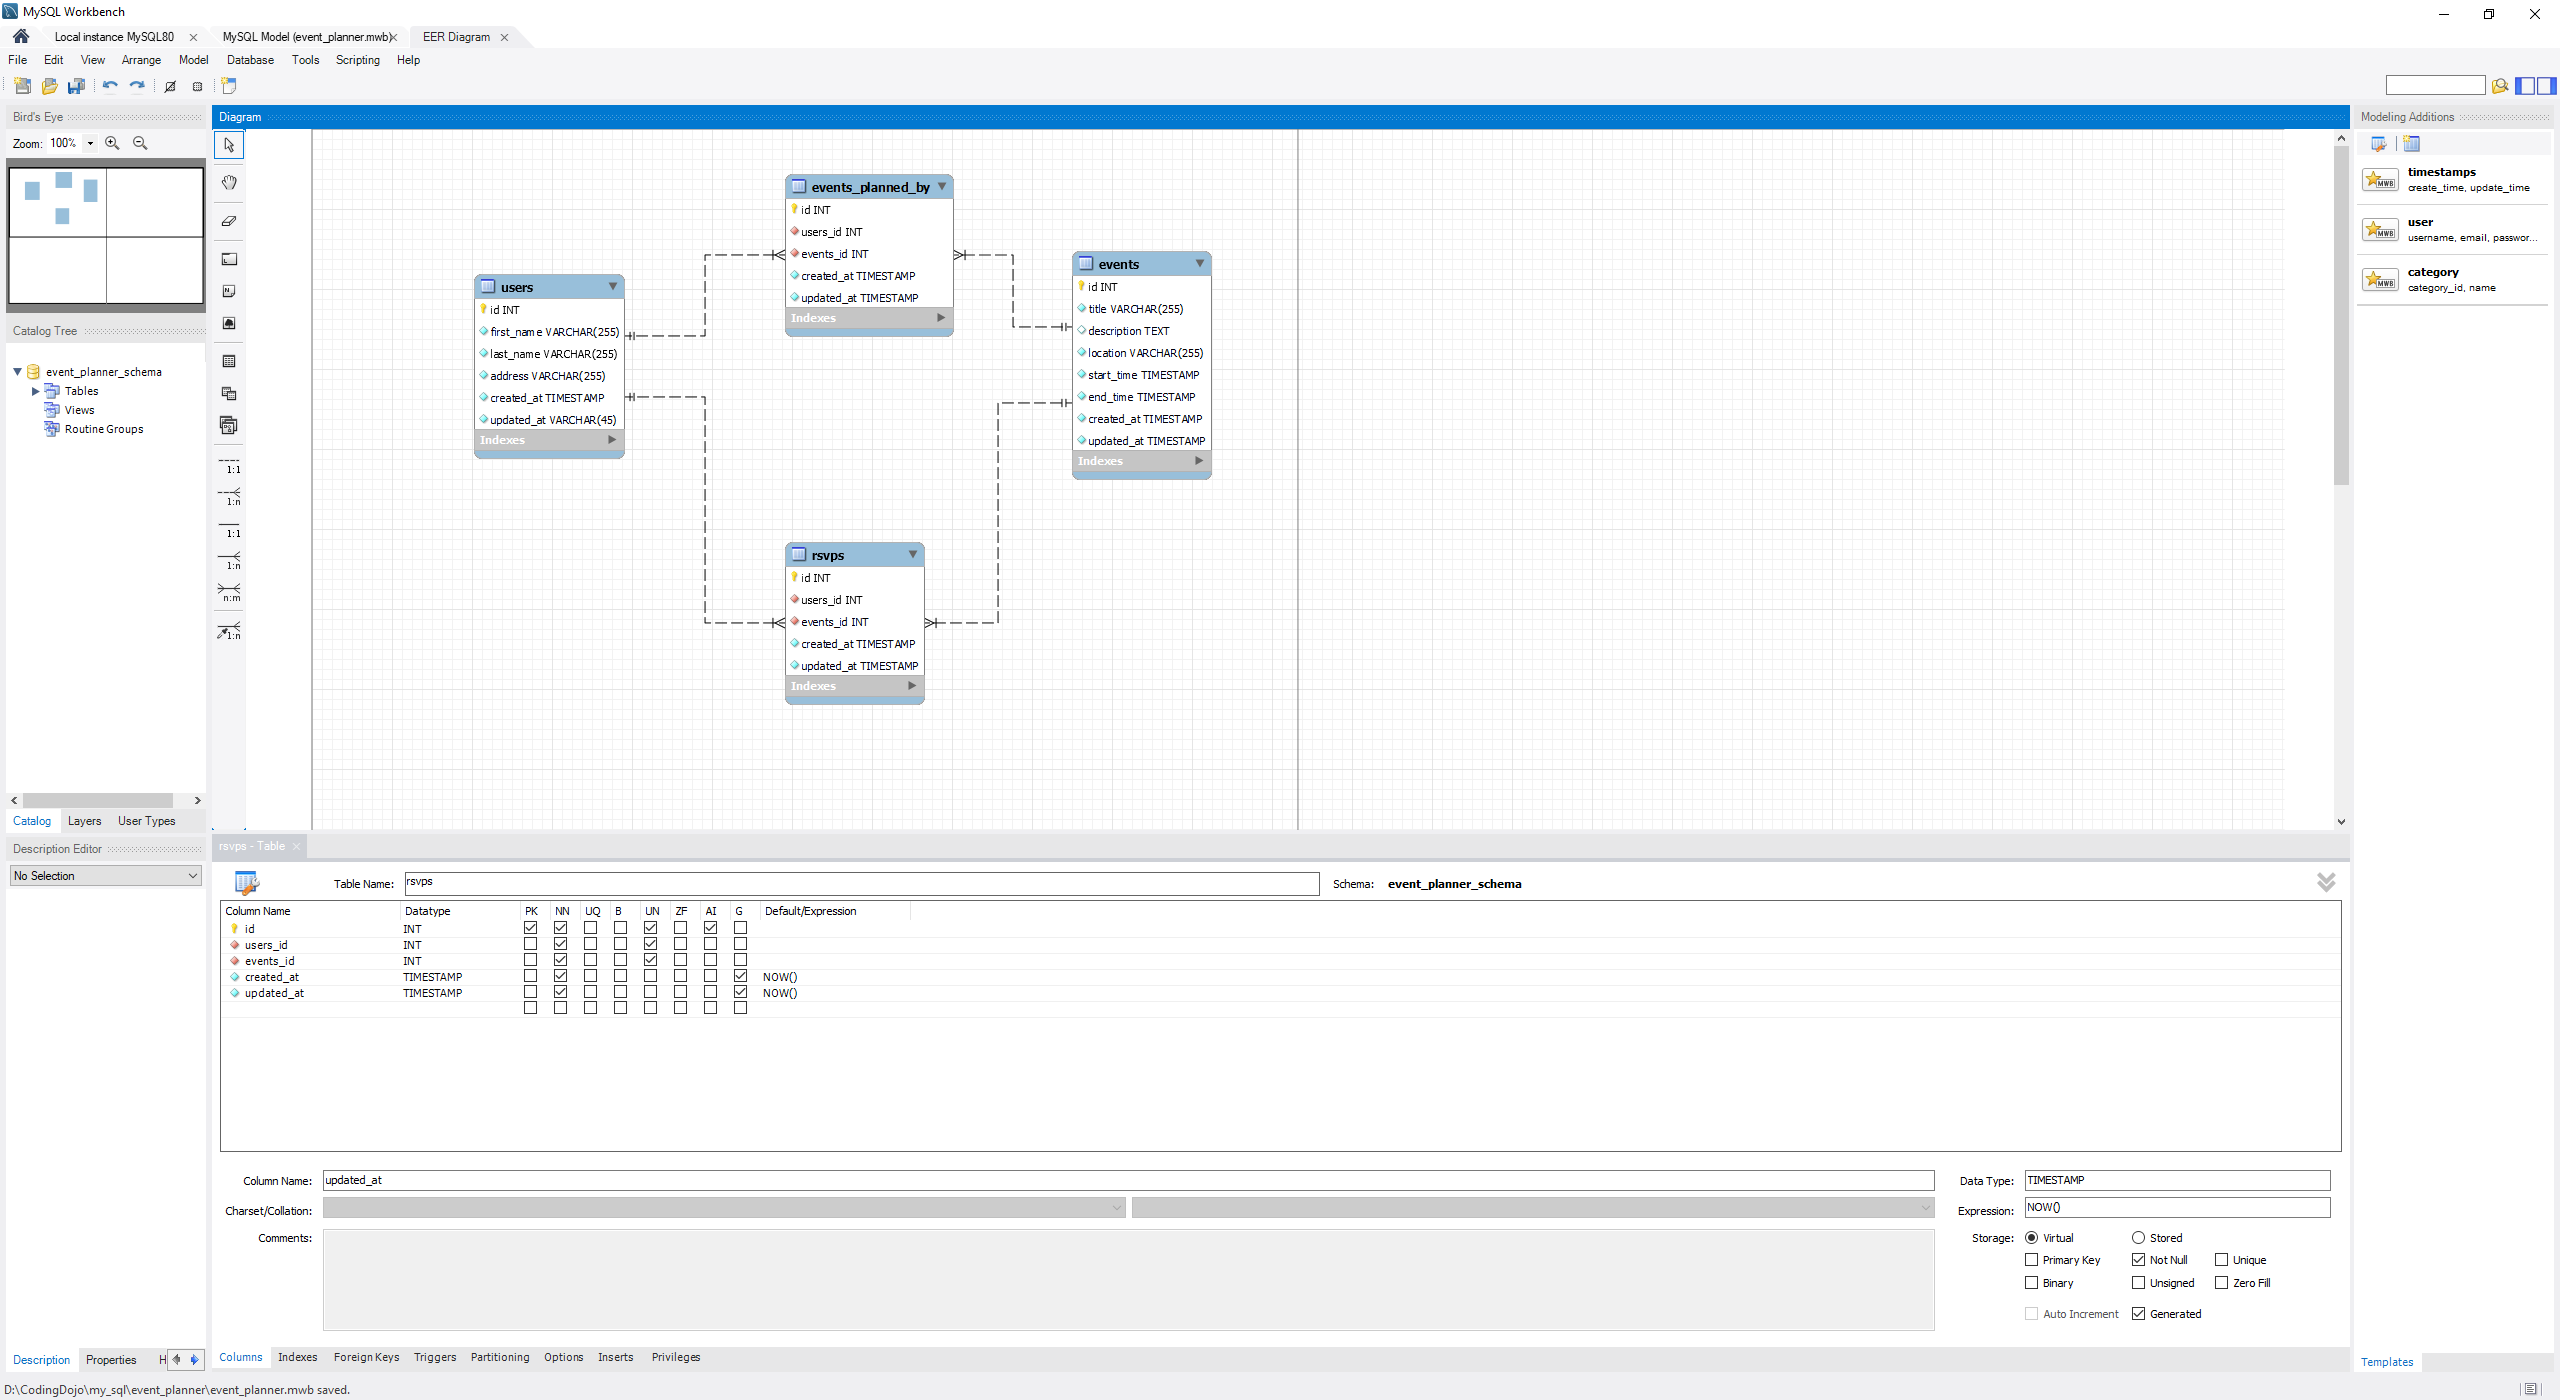 MySQL Workbench
Local instance MySQL80
MySQL Model (event_planner.mwb)
EER Diagram
File Edit View Arrange Model Database Tools Scripting Help
Bird's Eye
Zoom: 100%
Catalog Tree
event_planner_schema
Tables
Views
Routine Groups
Catalog Layers User Types
Description Editor
No Selection
Description Properties H
Diagram
1:1
1:n
1:1
1:n
n:m
1:n
events_planned_by
id INT
users_id INT
events_id INT
created_at TIMESTAMP
updated_at TIMESTAMP
Indexes
users
id INT
first_name VARCHAR(255)
last_name VARCHAR(255)
address VARCHAR(255)
created_at TIMESTAMP
updated_at VARCHAR(45)
Indexes
events
id INT
title VARCHAR(255)
description TEXT
location VARCHAR(255)
start_time TIMESTAMP
end_time TIMESTAMP
created_at TIMESTAMP
updated_at TIMESTAMP
Indexes
rsvps
id INT
users_id INT
events_id INT
created_at TIMESTAMP
updated_at TIMESTAMP
Indexes
Modeling Additions
timestamps
create_time, update_time
user
username, email, passwor...
category
category_id, name
Templates
rsvps - Table
Table Name: rsvps Schema: event_planner_schema
Column Name Datatype PK NN UQ B UN ZF AI G Default/Expression
id INT
users_id INT
events_id INT
created_at TIMESTAMP NOW()
updated_at TIMESTAMP NOW()
Column Name: updated_at Data Type: TIMESTAMP
Charset/Collation: Expression: NOW()
Comments: Storage: Virtual Stored
Primary Key Not Null Unique
Binary Unsigned Zero Fill
Auto Increment Generated
Columns Indexes Foreign Keys Triggers Partitioning Options Inserts Privileges
D:\CodingDojo\my_sql\event_planner\event_planner.mwb saved.